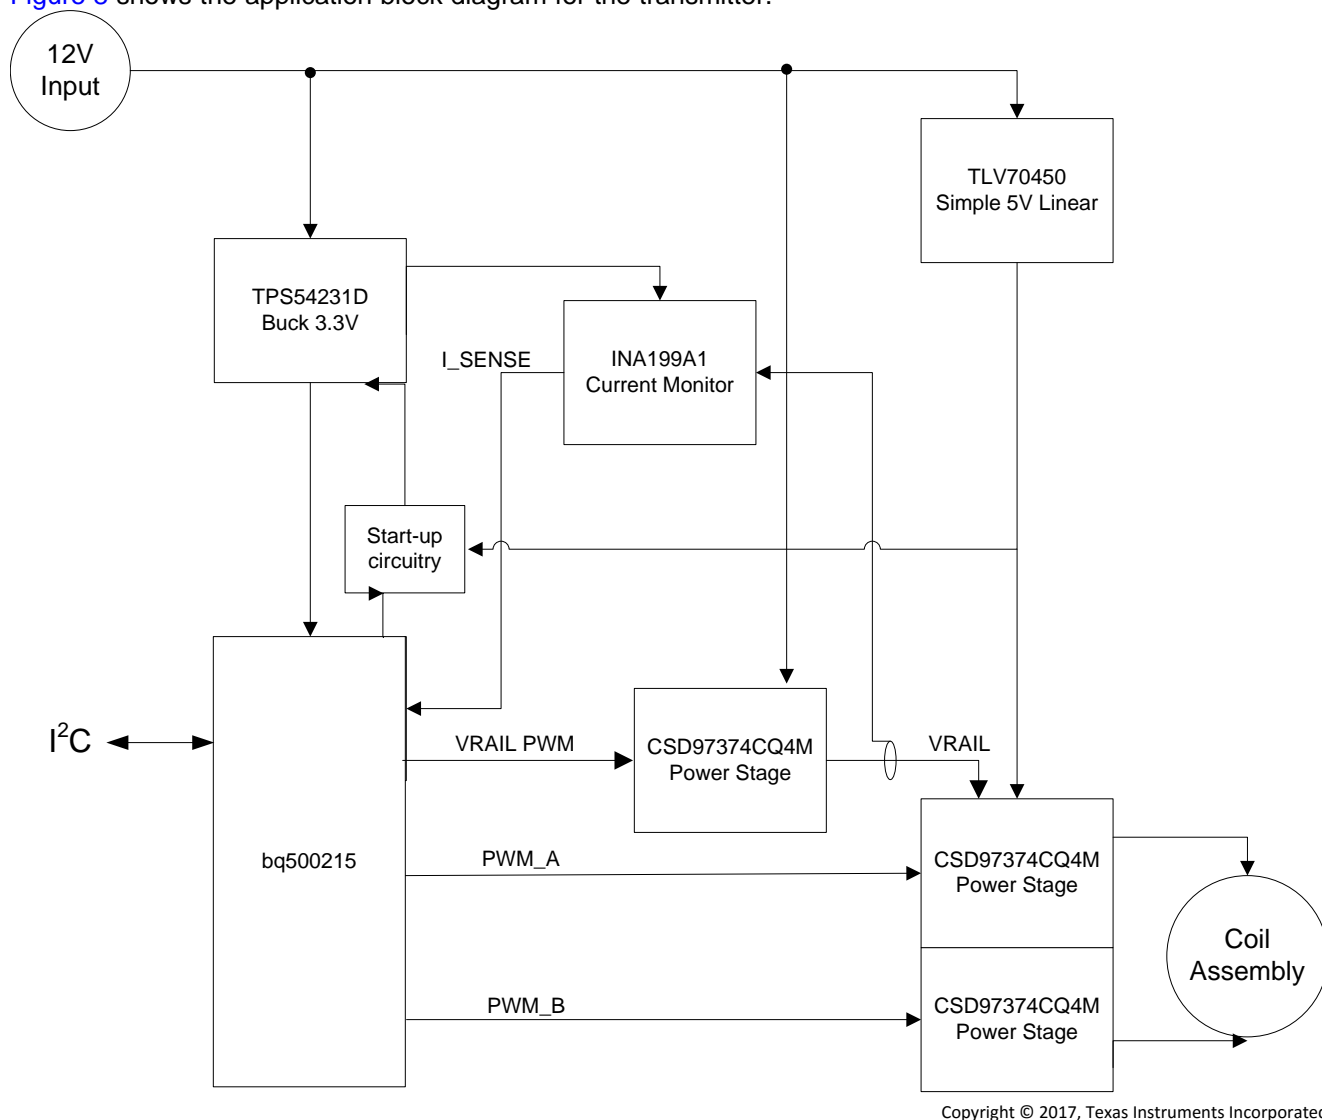 Figure 8 shows the application block diagram for the transmitter.
12V
Input
TLV70450
Simple 5V Linear
TPS54231D
Buck 3.3V
I_SENSE
INA199A1
Current Monitor
Start-up
circuitry
I²C
VRAIL PWM
CSD97374CQ4M
Power Stage
VRAIL
bq500215
PWM_A
CSD97374CQ4M
Power Stage
Coil
Assembly
PWM_B
CSD97374CQ4M
Power Stage
Copyright © 2017, Texas Instruments Incorporated